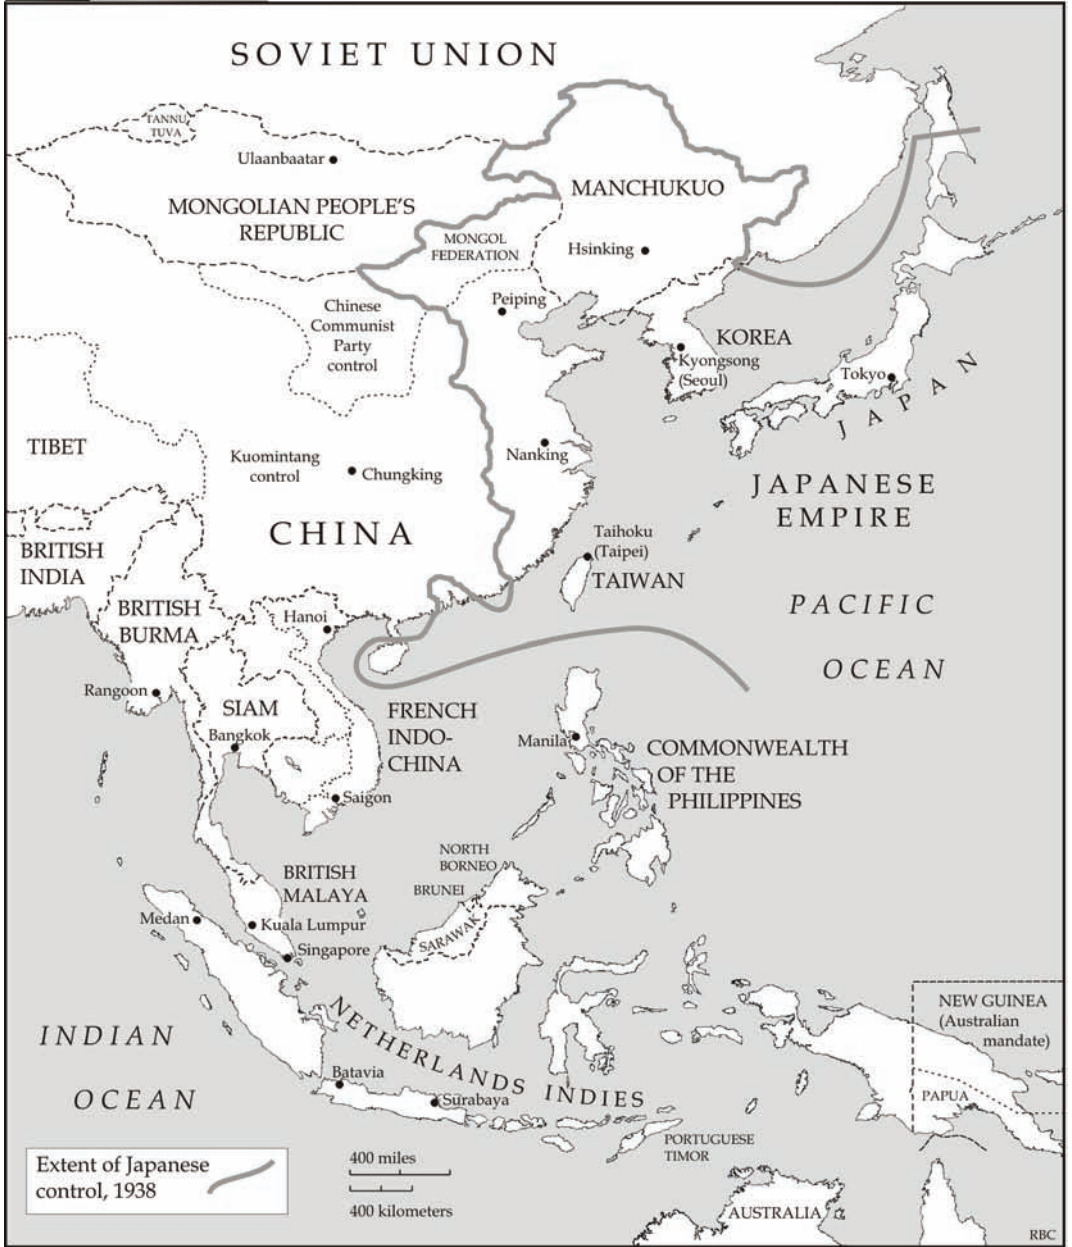 SOVIET UNION
TANNU
TUVA
Ulaanbaatar
MONGOLIAN PEOPLE'S
REPUBLIC
MANCHUKUO
MONGOL
FEDERATION
Hsinking
Chinese
Communist
Party
control
Peiping
KOREA
Kyongsong
(Seoul)
Tokyo
JAPAN
TIBET
Kuomintang
control
Chungking
Nanking
JAPANESE
EMPIRE
CHINA
BRITISH
INDIA
Taihoku
(Taipei)
TAIWAN
BRITISH
BURMA
Hanoi
PACIFIC
OCEAN
Rangoon
SIAM
Bangkok
FRENCH
INDO-
CHINA
Manila
COMMONWEALTH
OF THE
PHILIPPINES
Saigon
NORTH
BORNEO
BRUNEI
BRITISH
MALAYA
Medan
Kuala Lumpur
SARAWAK
Singapore
NETHERLANDS INDIES
NEW GUINEA
(Australian
mandate)
INDIAN
OCEAN
Batavia
Surabaya
PAPUA
PORTUGUESE
TIMOR
Extent of Japanese
control, 1938
400 miles
400 kilometers
AUSTRALIA
RBC